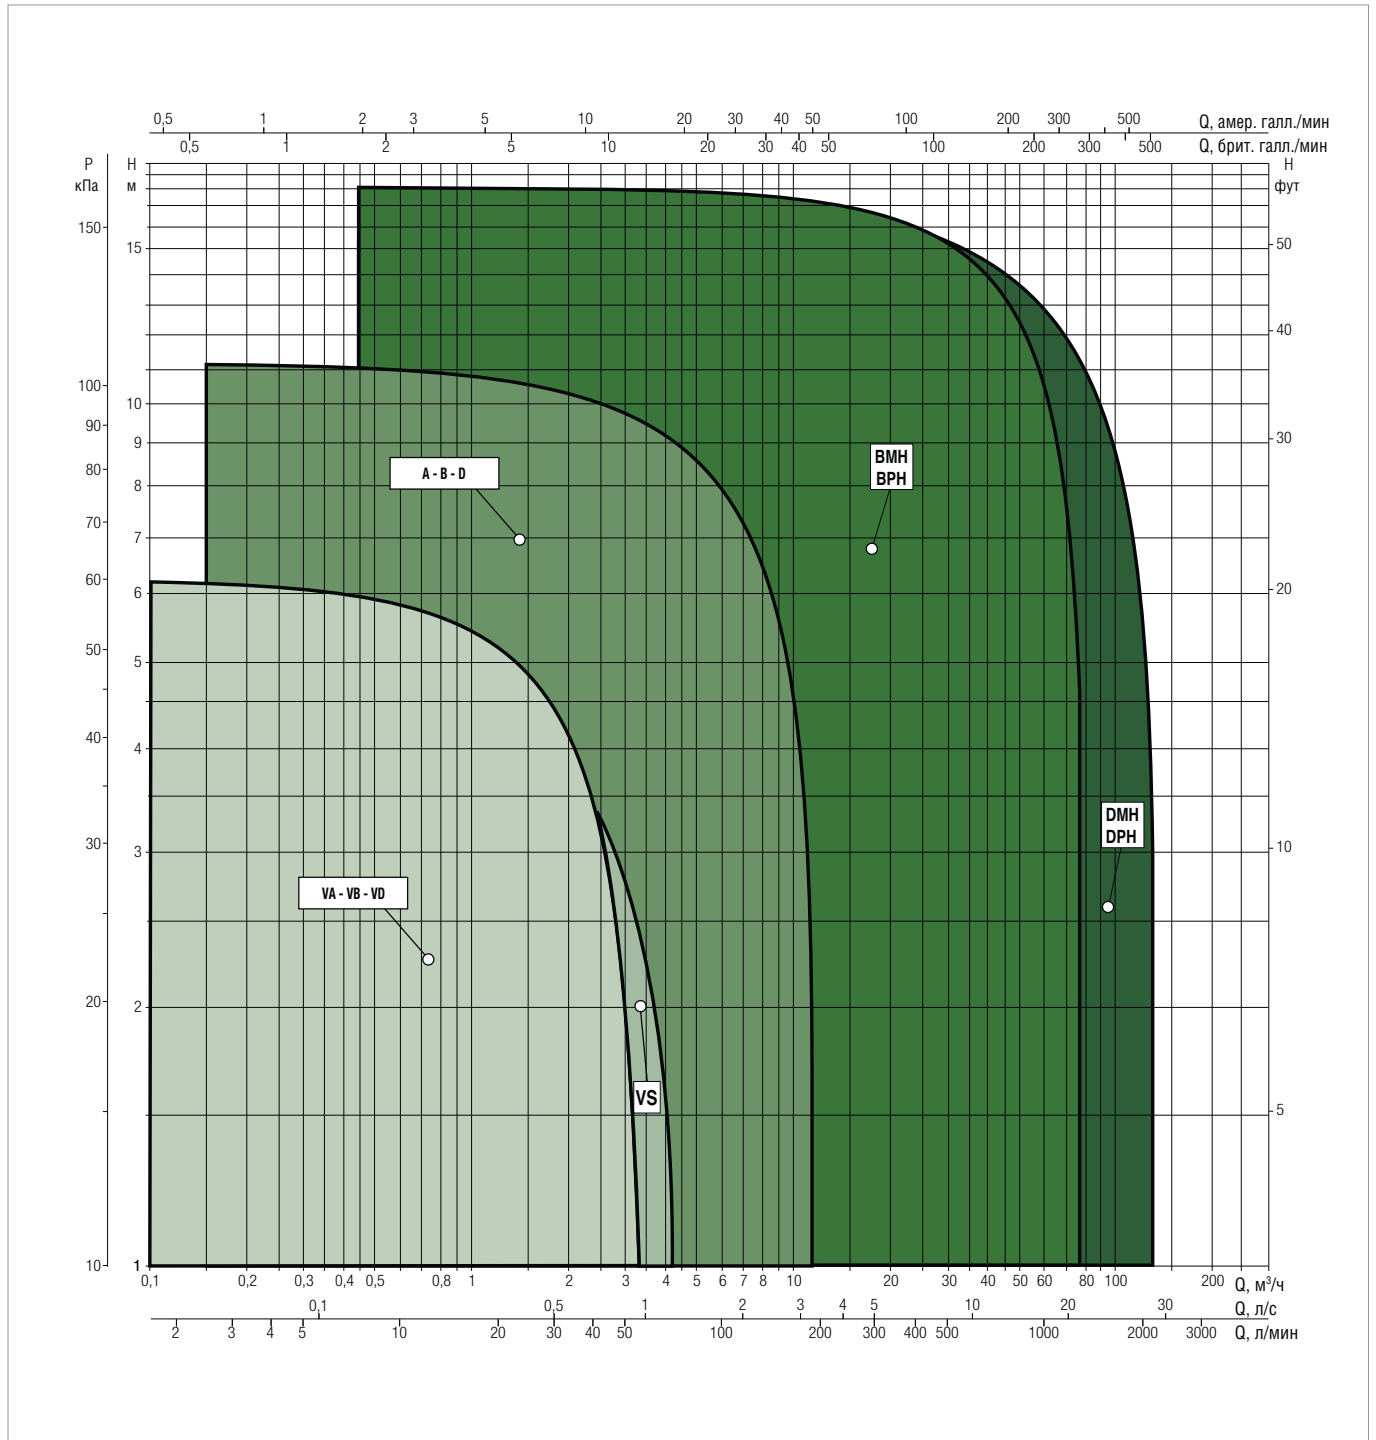 0,5 1 2 3 5 10 20 30 40 50 100 200 300 500 Q, амер. галл./мин
0,5 1 2 5 10 20 30 40 50 100 200 300 500 Q, брит. галл./мин
P H H
кПа м фут
150
15
50
40
100
10
90
30
9
80
8
70
7
60
6
20
50
5
40
4
30
3
10
20
2
5
10
1
A - B - D
BMH
BPH
DMH
DPH
VA - VB - VD
VS
0,1 0,2 0,3 0,4 0,5 0,8 1 2 3 4 5 6 7 8 10 20 30 40 50 60 80 100 200 Q, м³/ч
0,1 0,5 1 2 3 4 5 10 20 30 Q, л/с
2 3 4 5 10 20 30 40 50 100 200 300 400 500 1000 2000 3000 Q, л/мин